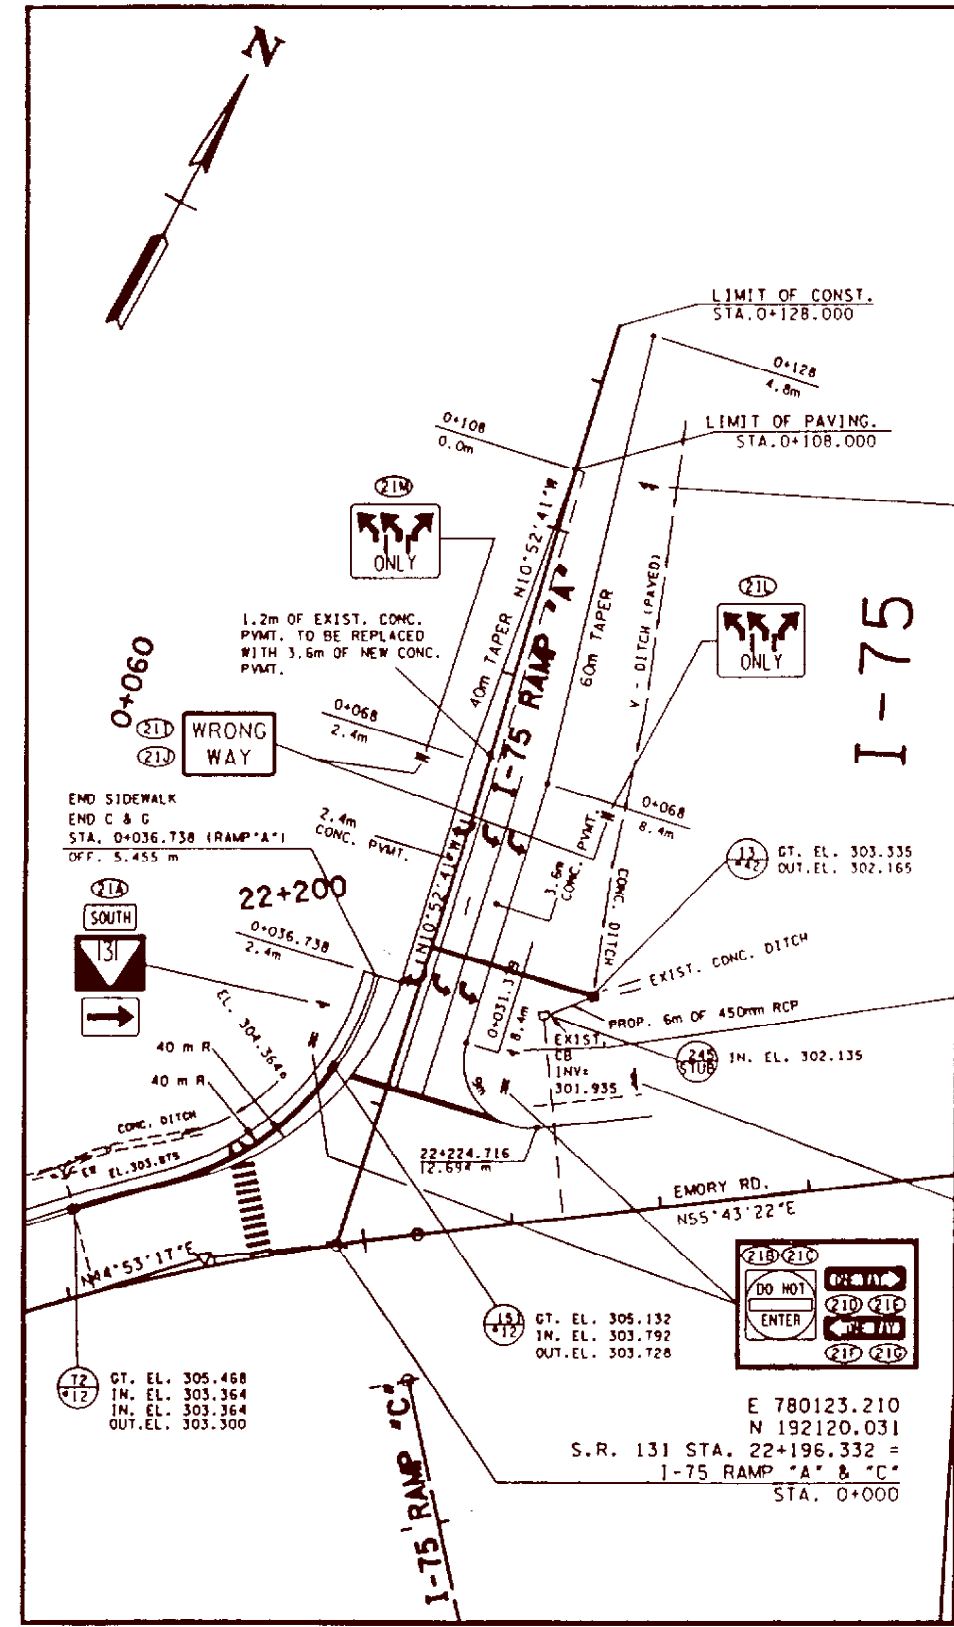 N
LIMIT OF CONST.
STA.0+128.000
0+128
4.8m
0+108
0.0m
LIMIT OF PAVING.
STA.0+108.000
21M
ONLY
N10°52'41"W
I-75 RAMP "A"
40m TAPER
60m TAPER
V - DITCH (PAVED)
21L
ONLY
I-75
1.2m OF EXIST. CONC.
PVMT. TO BE REPLACED
WITH 3.6m OF NEW CONC.
PVMT.
0+060
0+068
2.4m
21I
21J
WRONG
WAY
END SIDEWALK
END C & G
STA. 0+036.738 (RAMP"A")
OFF. 5.455 m
2.4m
CONC. PVMT.
0+068
8.4m
3.6m
CONC. PVMT.
CONC. DITCH
13
#42
GT. EL. 303.335
OUT.EL. 302.165
21A
SOUTH
131
22+200
0+036.738
2.4m
N10°52'41"W
EXIST. CONC. DITCH
PROP. 6m OF 450mm RCP
8.4m
EXIST.
CB
INV=
301.935
245
STUB
IN. EL. 302.135
EL. 304.364
40 m R
40 m R
9m
CONC. DITCH
EL.303.875
22+224.716
12.694 m
EMORY RD.
N55°43'22"E
N44°53'17"E
21B
21C
DO NOT
ENTER
21D
21E
21F
21G
151
#12
GT. EL. 305.132
IN. EL. 303.792
OUT.EL. 303.728
T2
#12
GT. EL. 305.468
IN. EL. 303.364
IN. EL. 303.364
OUT.EL. 303.300
I-75 RAMP "C"
E 780123.210
N 192120.031
S.R. 131 STA. 22+196.332 =
I-75 RAMP "A" & "C"
STA. 0+000